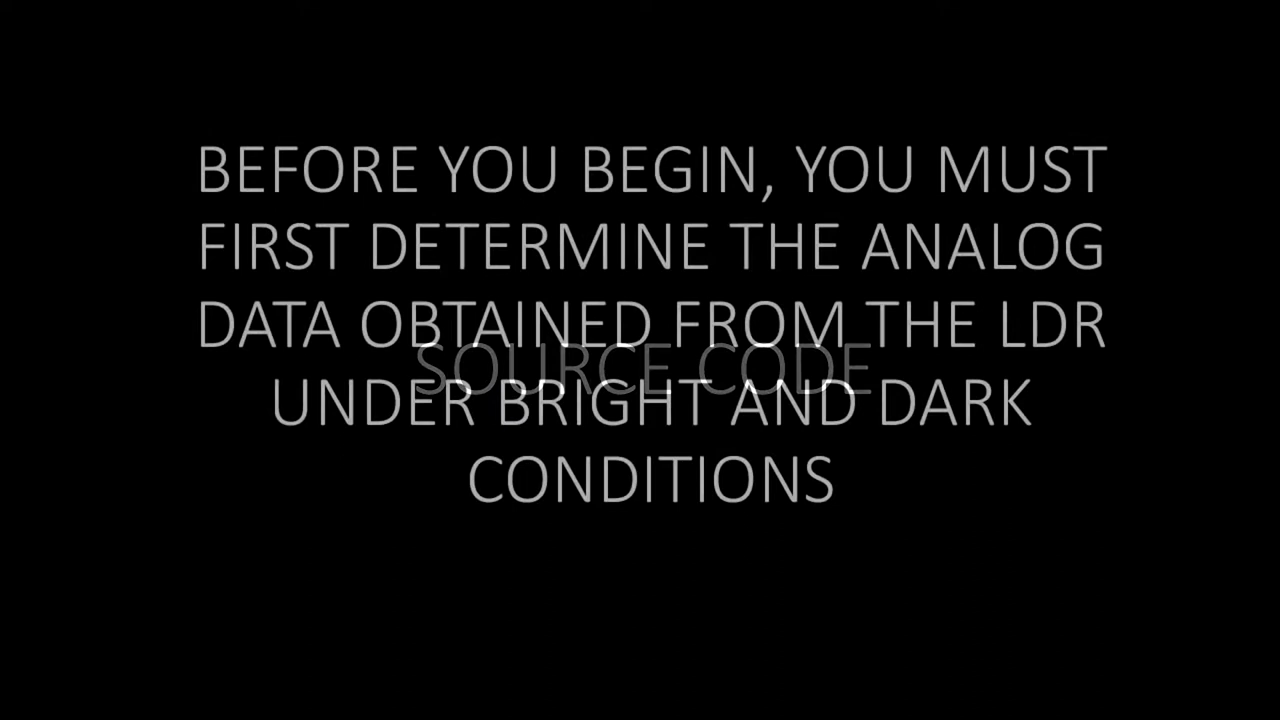 BEFORE YOU BEGIN, YOU MUST
FIRST DETERMINE THE ANALOG
DATA OBTAINED FROM THE LDR
SOURCE CODE
UNDER BRIGHT AND DARK
CONDITIONS